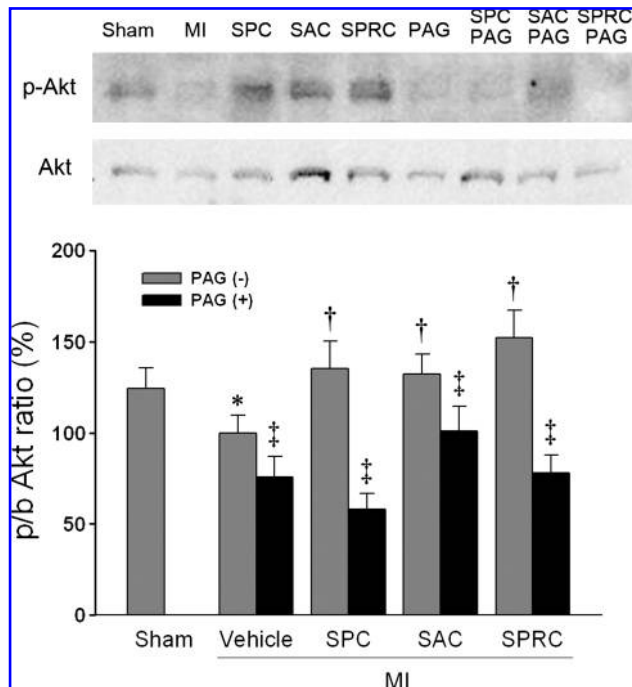 Sham MI SPC SAC SPRC PAG SPC PAG SAC PAG SPRC PAG
p-Akt
Akt
p/b Akt ratio (%)
200
150
100
50
0
PAG (-)
PAG (+)
* ‡ † ‡ † ‡ † ‡
Sham Vehicle SPC SAC SPRC
MI